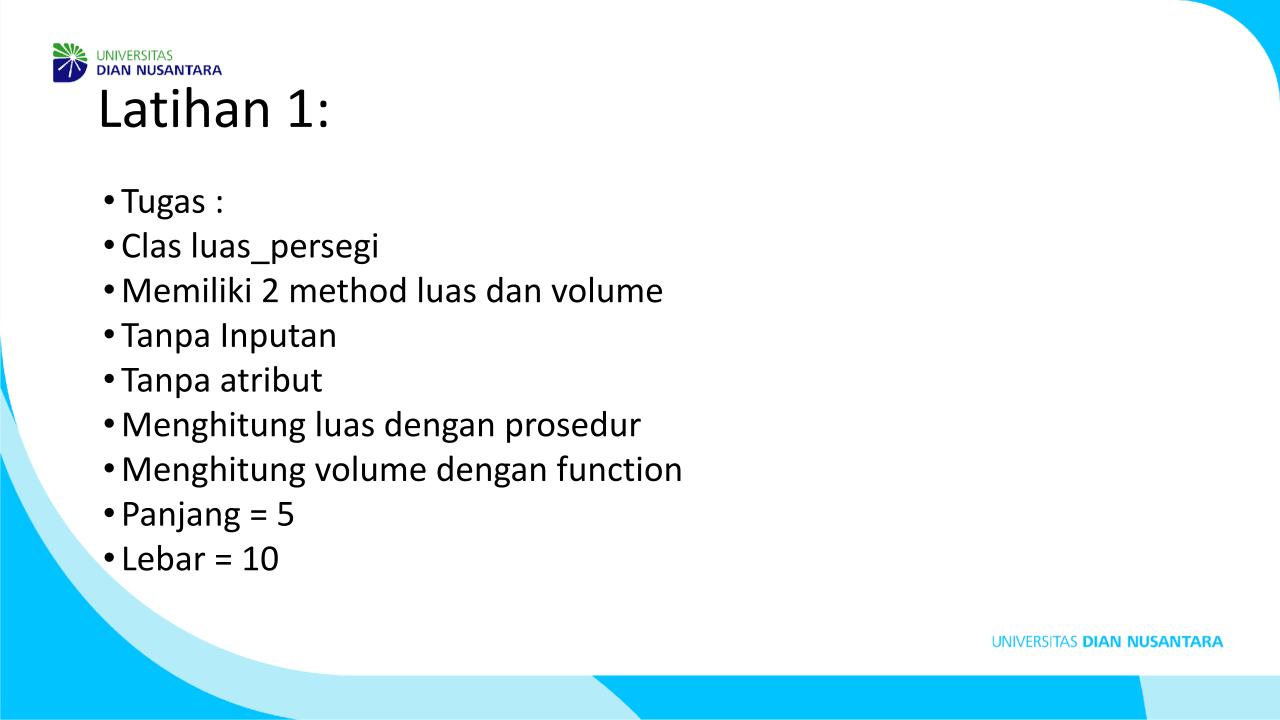 UNIVERSITAS
DIAN NUSANTARA
Latihan 1:
• Tugas :
• Clas luas_persegi
• Memiliki 2 method luas dan volume
• Tanpa Inputan
• Tanpa atribut
• Menghitung luas dengan prosedur
• Menghitung volume dengan function
• Panjang = 5
• Lebar = 10
UNIVERSITAS DIAN NUSANTARA